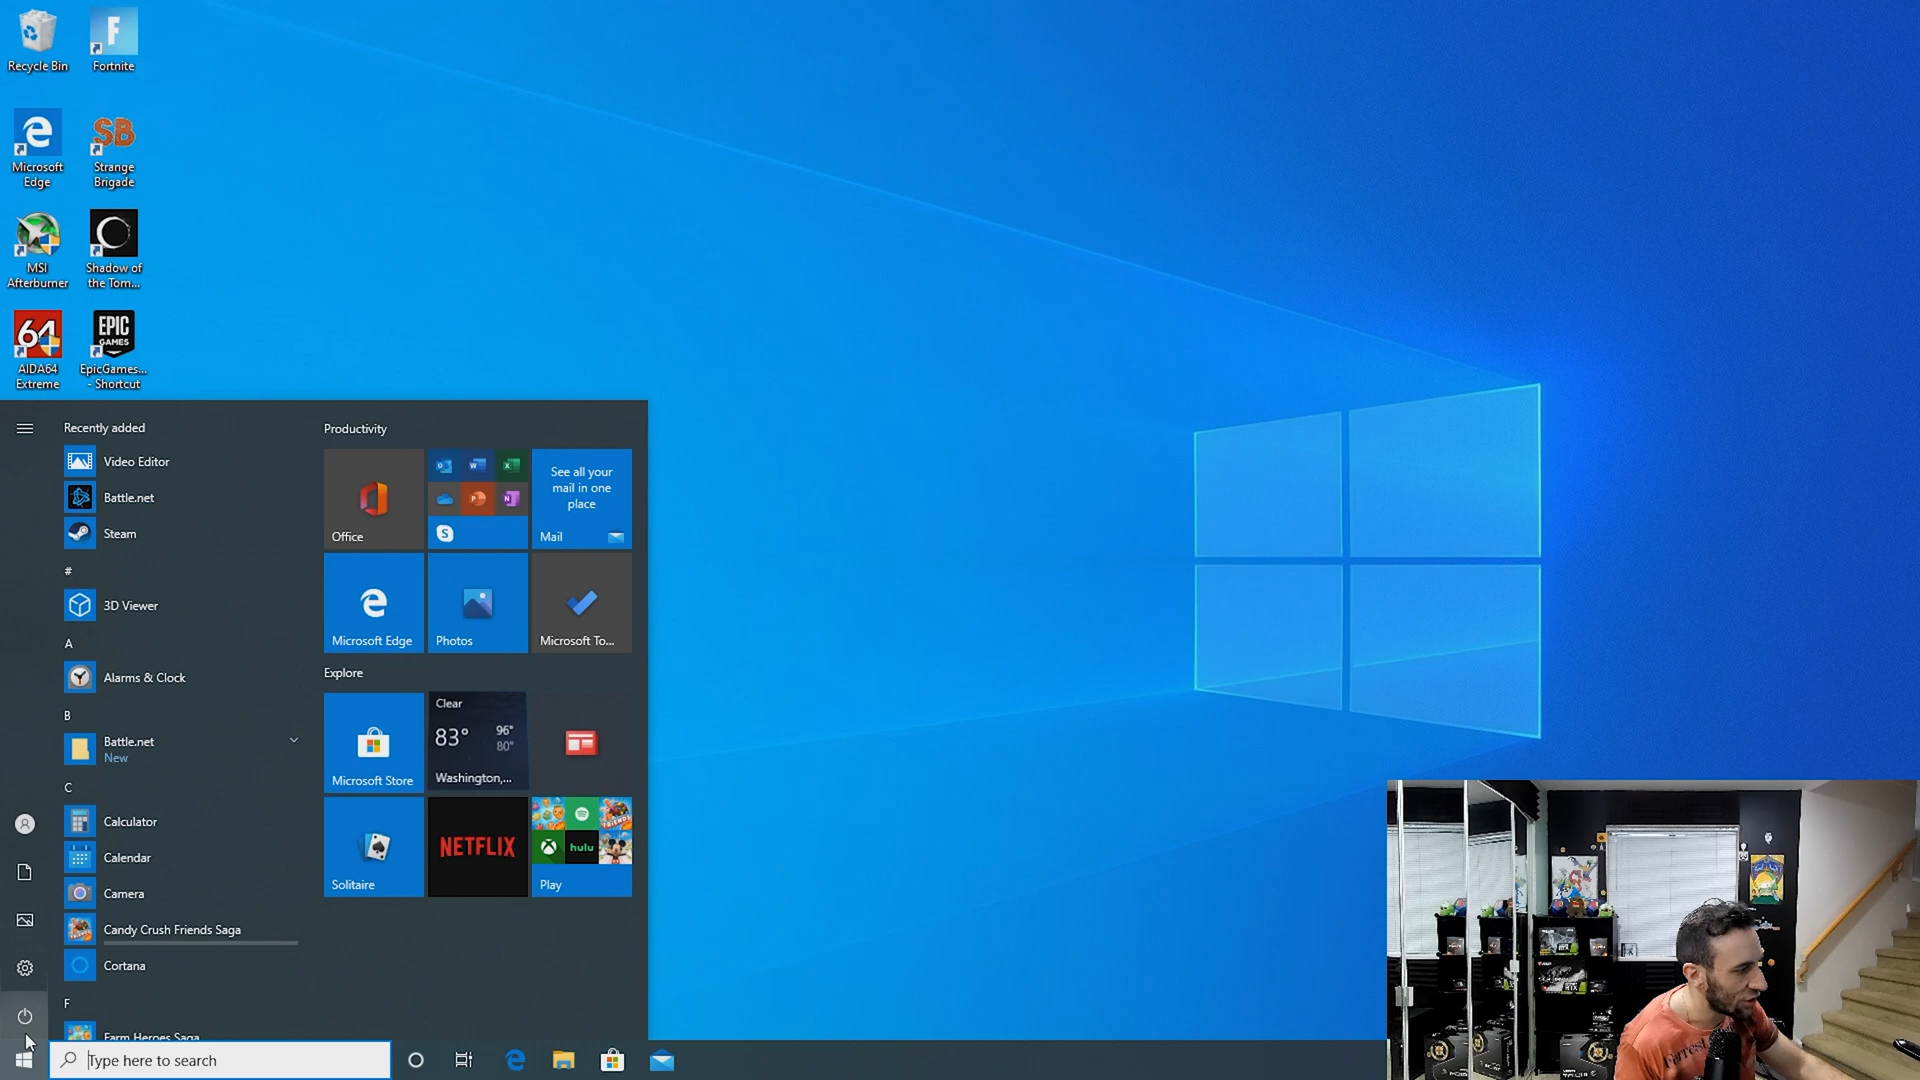 Recycle Bin
Fortnite
Microsoft
Edge
Strange
Brigade
MSI
Afterburner
Shadow of
the Tom...
64
AIDA64
Extreme
EPIC
GAMES
EpicGames...
- Shortcut
Recently added
Video Editor
Battle.net
Steam
#
3D Viewer
A
Alarms & Clock
B
Battle.net
New
C
Calculator
Calendar
Camera
Candy Crush Friends Saga
Cortana
F
Farm Heroes Saga
Productivity
Office
See all your
mail in one
place
Mail
Microsoft Edge
Photos
Microsoft To...
Explore
Microsoft Store
Clear
83°
96°
80°
Washington,...
Solitaire
NETFLIX
hulu
Play
Type here to search